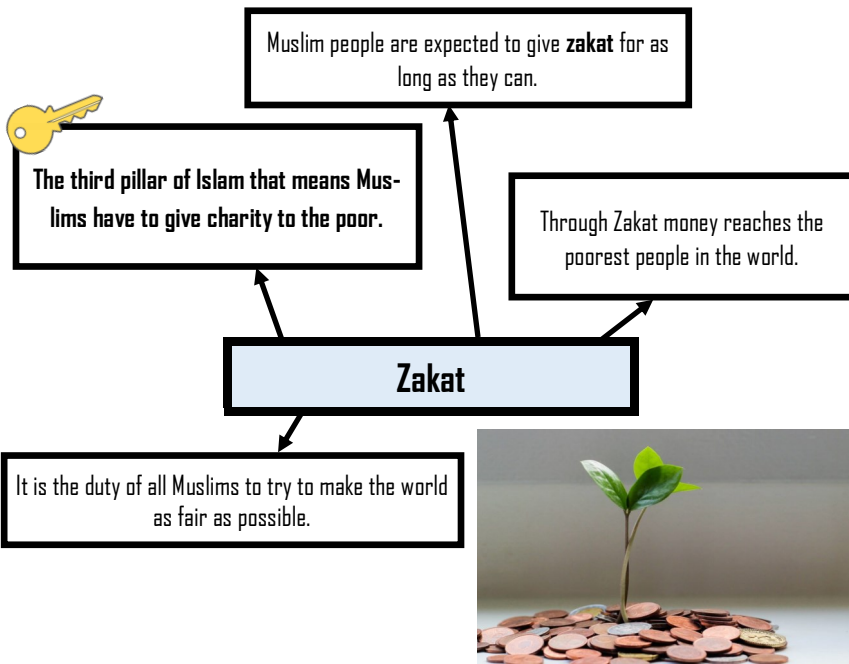 Muslim people are expected to give zakat for as
long as they can.
The third pillar of Islam that means Mus-
lims have to give charity to the poor.
Through Zakat money reaches the
poorest people in the world.
Zakat
It is the duty of all Muslims to try to make the world
as fair as possible.